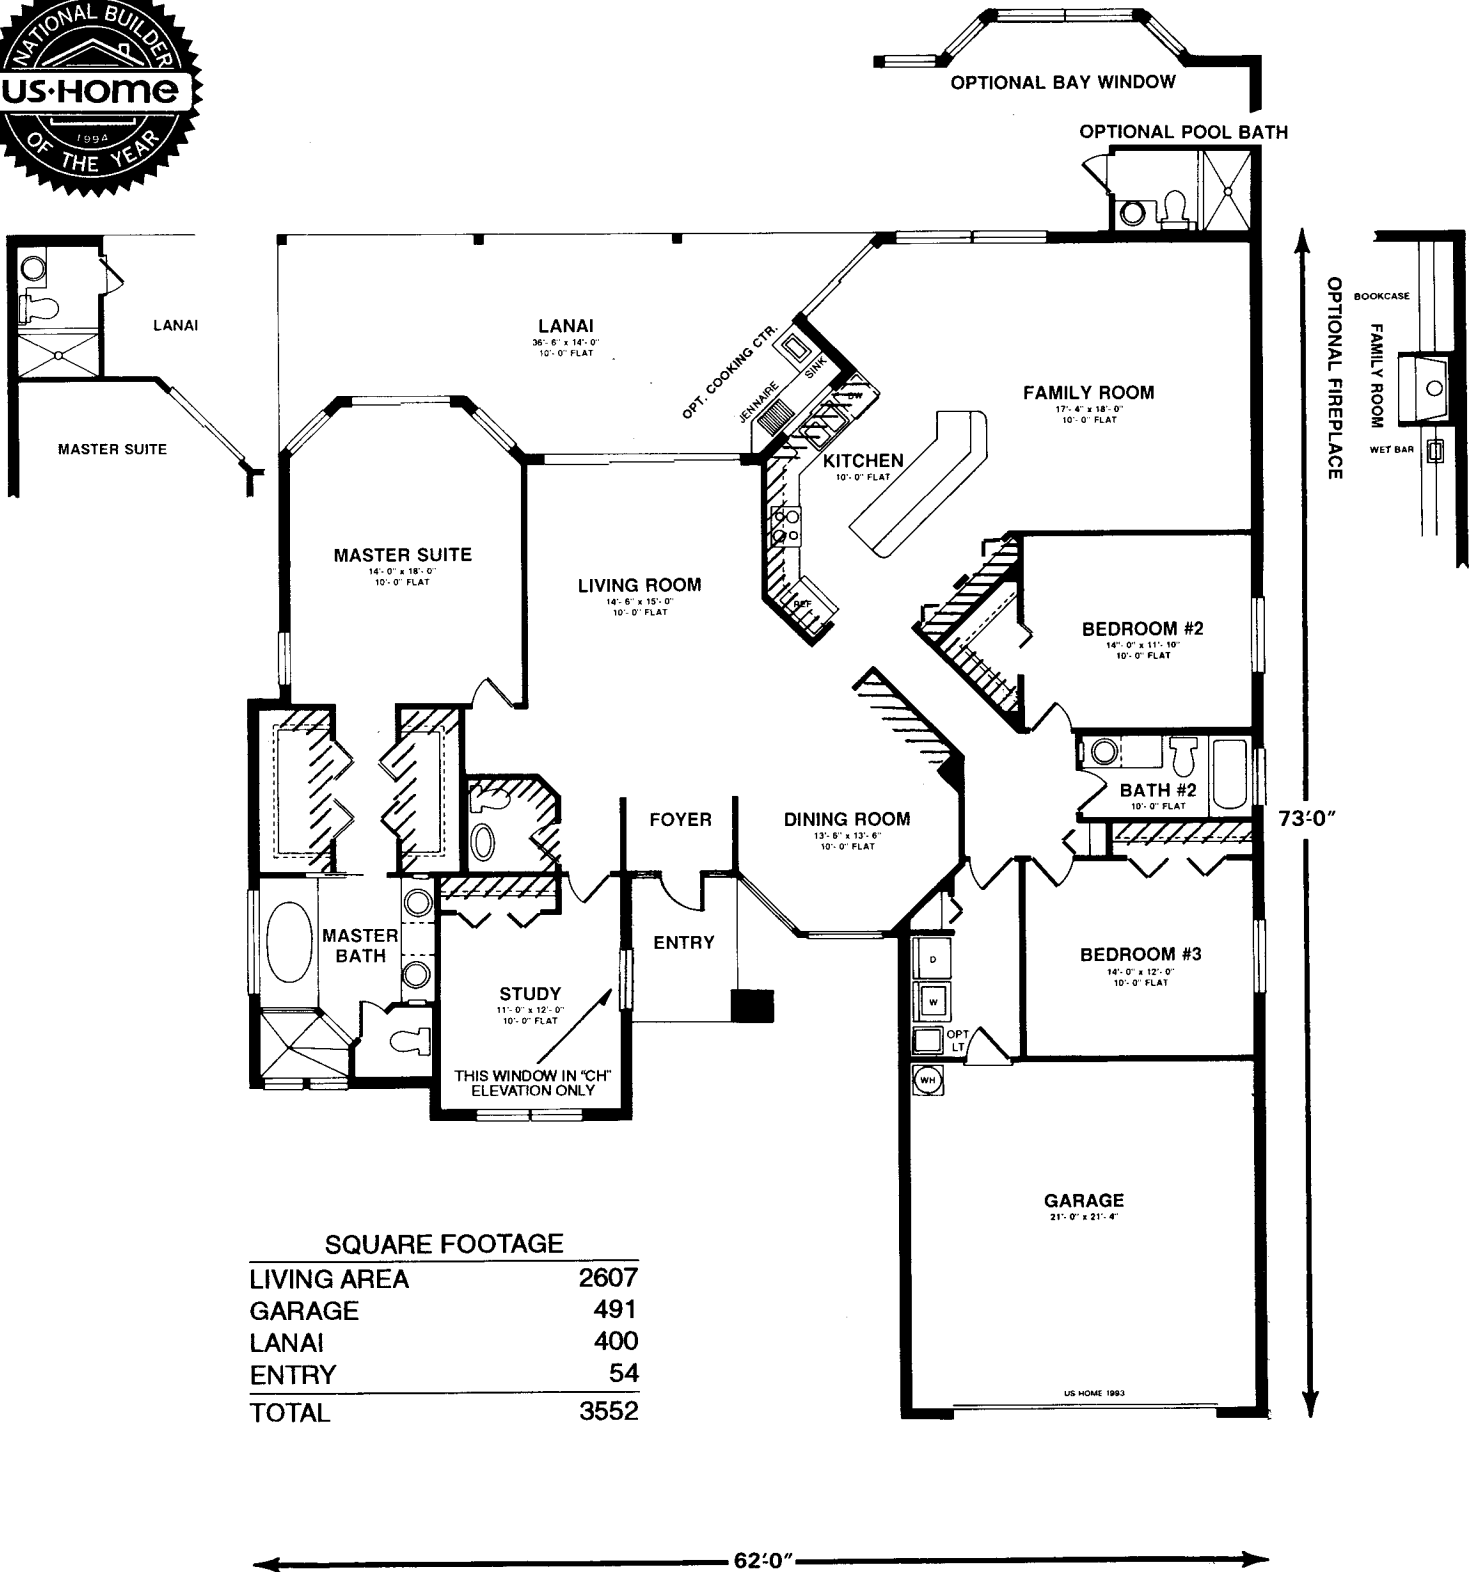 NATIONAL BUILDER
US·HOME
1994
OF THE YEAR
OPTIONAL BAY WINDOW
OPTIONAL POOL BATH
LANAI
MASTER SUITE
LANAI
36'- 6" x 14'- 0"
10'- 0" FLAT
OPT. COOKING CTR.
JENNAIRE
SINK
DW
FAMILY ROOM
17'- 4" x 18'- 0"
10'- 0" FLAT
OPTIONAL FIREPLACE
BOOKCASE
FAMILY ROOM
WET BAR
KITCHEN
10'- 0" FLAT
REF
MASTER SUITE
14'- 0" x 18'- 0"
10'- 0" FLAT
LIVING ROOM
14'- 6" x 15'- 0"
10'- 0" FLAT
BEDROOM #2
14"- 0" x 11'- 10"
10'- 0" FLAT
BATH #2
10'- 0" FLAT
73'-0"
FOYER
DINING ROOM
13'- 6" x 13'- 6"
10'- 0" FLAT
MASTER
BATH
ENTRY
STUDY
11'- 0" x 12'- 0"
10'- 0" FLAT
THIS WINDOW IN "CH"
ELEVATION ONLY
D
W
OPT
LT
WH
BEDROOM #3
14'- 0" x 12'- 0"
10'- 0" FLAT
GARAGE
21'- 0" x 21'- 4"
US HOME 1993
SQUARE FOOTAGE
LIVING AREA 2607
GARAGE 491
LANAI 400
ENTRY 54
TOTAL 3552
62'-0"